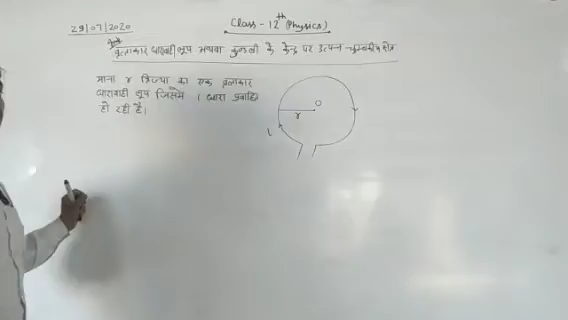 29/07/2020
Class - 12th (Physics)
वृत्ताकार धारावाही लूप अथवा कुण्डली के केन्द्र पर उत्पन्न चुम्बकीय क्षेत्र
माना r त्रिज्या का एक वृत्ताकार
धारावाही लूप जिसमें i धारा प्रवाहित
हो रही है।
O
r
i